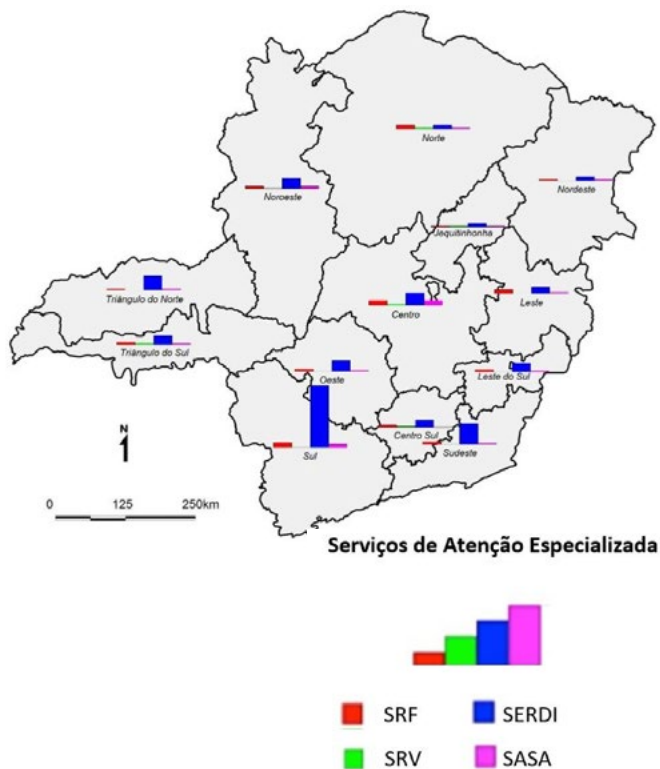 Norte
Nordeste
Noroeste
Jequitinhonha
Triângulo do Norte
Centro
Leste
Triângulo do Sul
Oeste
Leste do Sul
Centro Sul
Sul
Sudeste
N
0 125 250km
Serviços de Atenção Especializada
SRF SERDI
SRV SASA